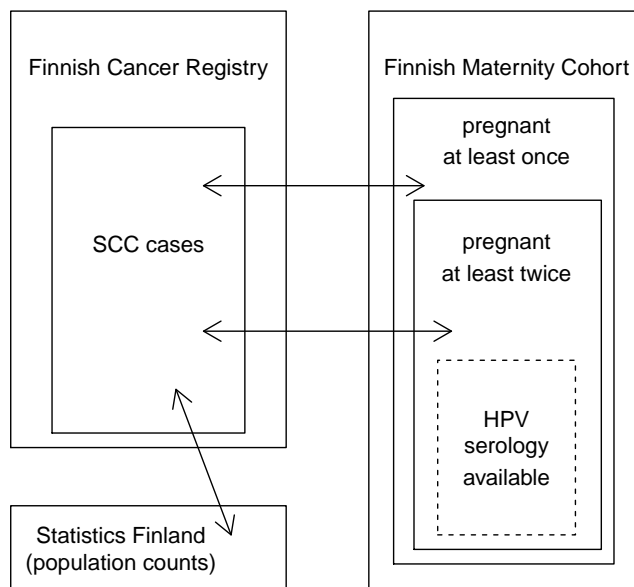 Finnish Cancer Registry
SCC cases
Statistics Finland
(population counts)
Finnish Maternity Cohort
pregnant
at least once
pregnant
at least twice
HPV
serology
available